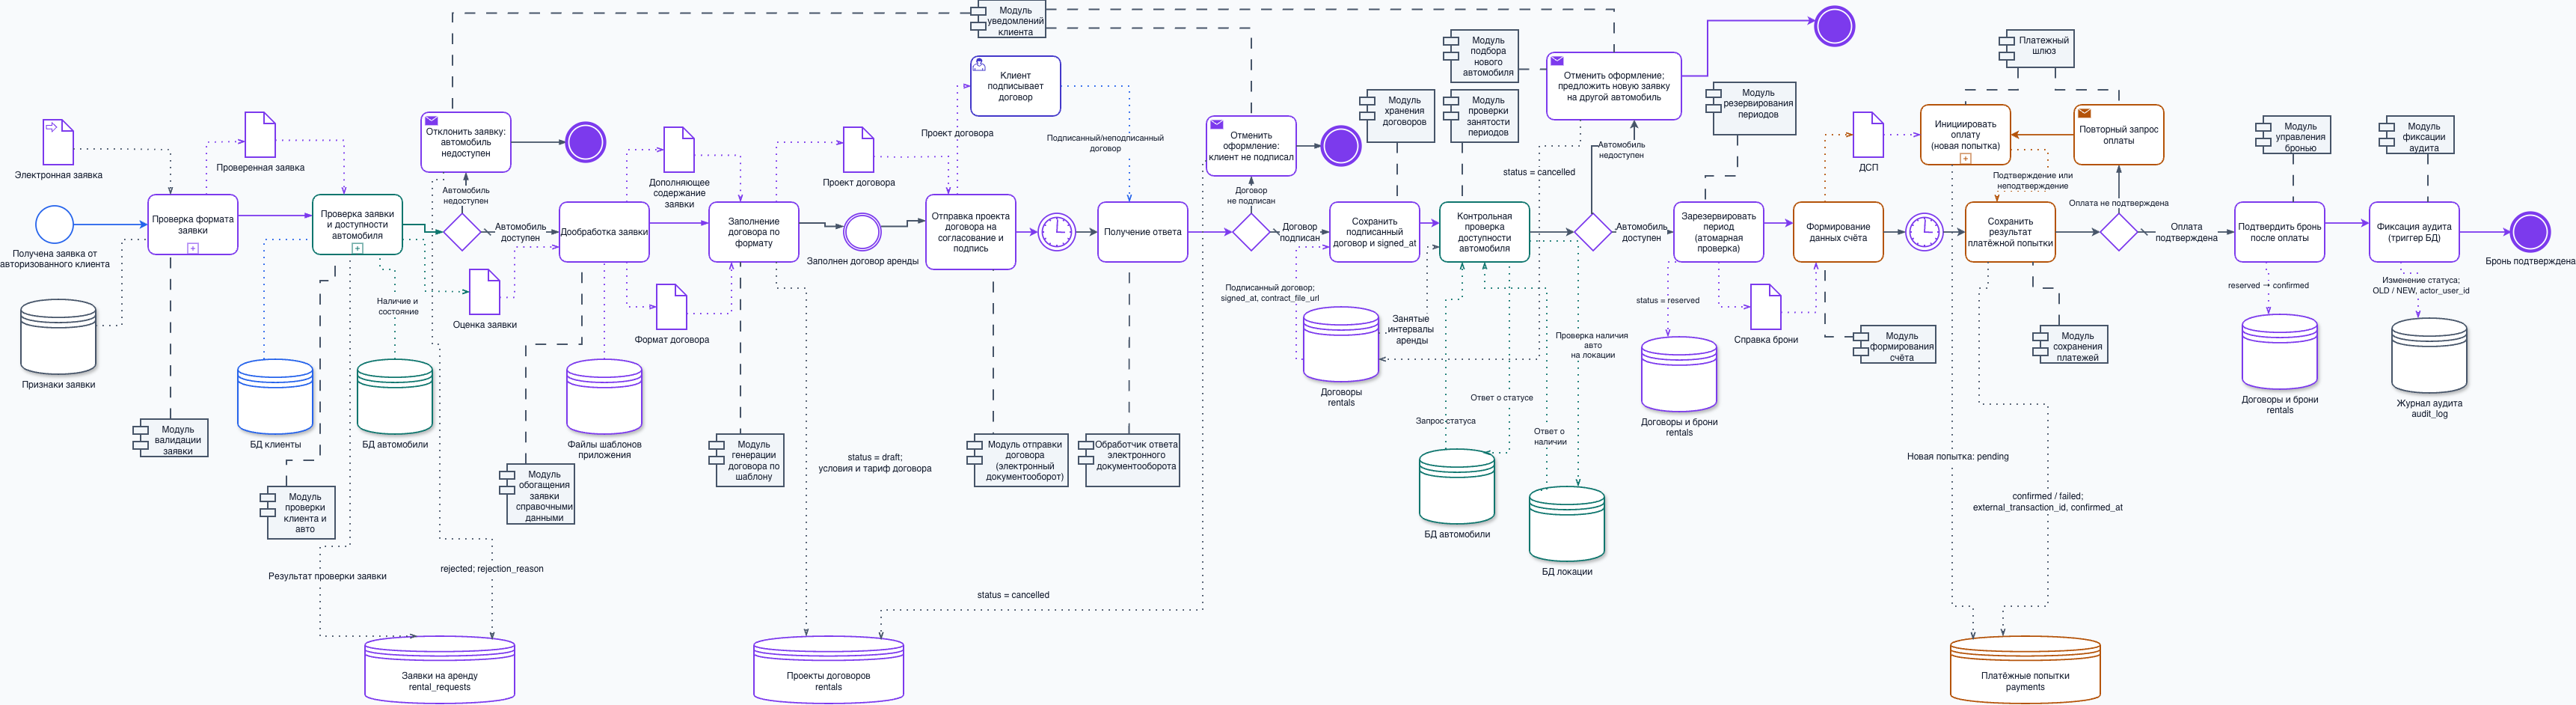 Модуль
уведомлений
клиента
Модуль
подбора
нового
автомобиля
Платежный
шлюз
Клиент
подписывает
договор
Отменить оформление;
предложить новую заявку
на другой автомобиль
Модуль
хранения
договоров
Модуль
проверки
занятости
периодов
Модуль
резервирования
периодов
Электронная заявка
Проверенная заявка
Отклонить заявку:
автомобиль
недоступен
Дополняющее
содержание
заявки
Проект договора
Проект договора
Подписанный/неподписанный
договор
Отменить
оформление:
клиент не подписал
status = cancelled
Автомобиль
недоступен
ДСП
Инициировать
оплату
(новая попытка)
Повторный запрос
оплаты
Подтверждение или
неподтверждение
Модуль
управления
бронью
Модуль
фиксации
аудита
Получена заявка от
авторизованного клиента
Проверка формата
заявки
Проверка заявки
и доступности
автомобиля
Автомобиль
недоступен
Автомобиль
доступен
Дообработка заявки
Заполнение
договора по
формату
Заполнен договор аренды
Отправка проекта
договора на
согласование и
подпись
Получение ответа
Договор
не подписан
Договор
подписан
Сохранить
подписанный
договор и signed_at
Контрольная
проверка
доступности
автомобиля
Автомобиль
доступен
Зарезервировать
период
(атомарная
проверка)
Формирование
данных счёта
Сохранить
результат
платёжной попытки
Оплата не подтверждена
Оплата
подтверждена
Подтвердить бронь
после оплаты
Фиксация аудита
(триггер БД)
Бронь подтверждена
Признаки заявки
Наличие и
состояние
Оценка заявки
Формат договора
Подписанный договор;
signed_at, contract_file_url
Занятые
интервалы
аренды
Проверка наличия
авто
на локации
status = reserved
Справка брони
Модуль
формирования
счёта
Модуль
сохранения
платежей
reserved → confirmed
Изменение статуса;
OLD / NEW, actor_user_id
Модуль
валидации
заявки
БД клиенты
БД автомобили
Файлы шаблонов
приложения
Договоры
rentals
Договоры и брони
rentals
Договоры и брони
rentals
Журнал аудита
audit_log
Модуль
проверки
клиента и
авто
Модуль
обогащения
заявки
справочными
данными
Модуль
генерации
договора по
шаблону
status = draft;
условия и тариф договора
Модуль отправки
договора
(электронный
документооборот)
Обработчик ответа
электронного
документооборота
Запрос статуса
Ответ о статусе
Ответ о
наличии
БД автомобили
БД локации
Новая попытка: pending
confirmed / failed;
external_transaction_id, confirmed_at
Результат проверки заявки
rejected; rejection_reason
status = cancelled
Заявки на аренду
rental_requests
Проекты договоров
rentals
Платёжные попытки
payments